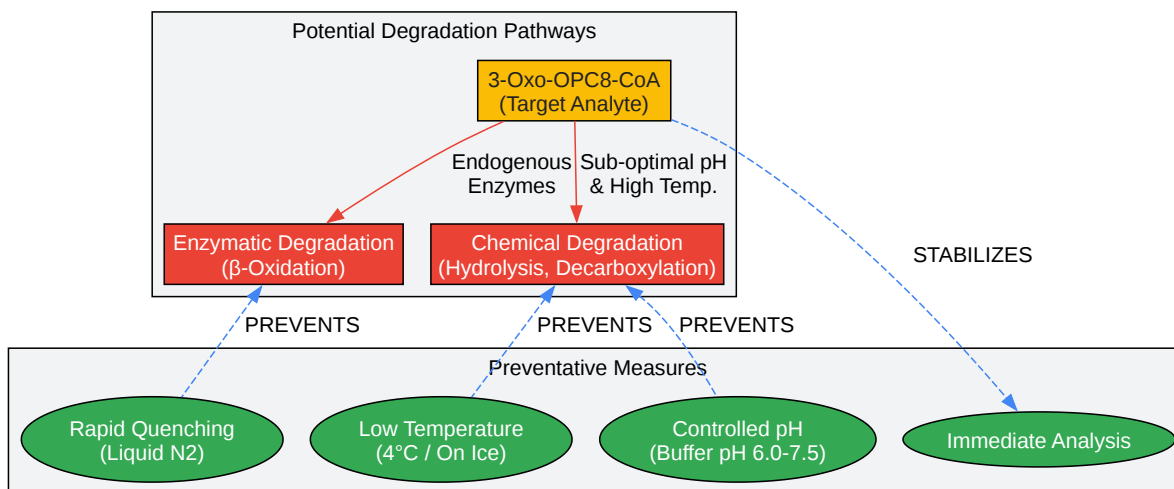 Potential Degradation Pathways
3-Oxo-OPC8-CoA
(Target Analyte)
Endogenous
Enzymes
Sub-optimal pH
& High Temp.
Enzymatic Degradation
(β-Oxidation)
Chemical Degradation
(Hydrolysis, Decarboxylation)
STABILIZES
PREVENTS
PREVENTS
PREVENTS
Preventative Measures
Rapid Quenching
(Liquid N2)
Low Temperature
(4°C / On Ice)
Controlled pH
(Buffer pH 6.0-7.5)
Immediate Analysis